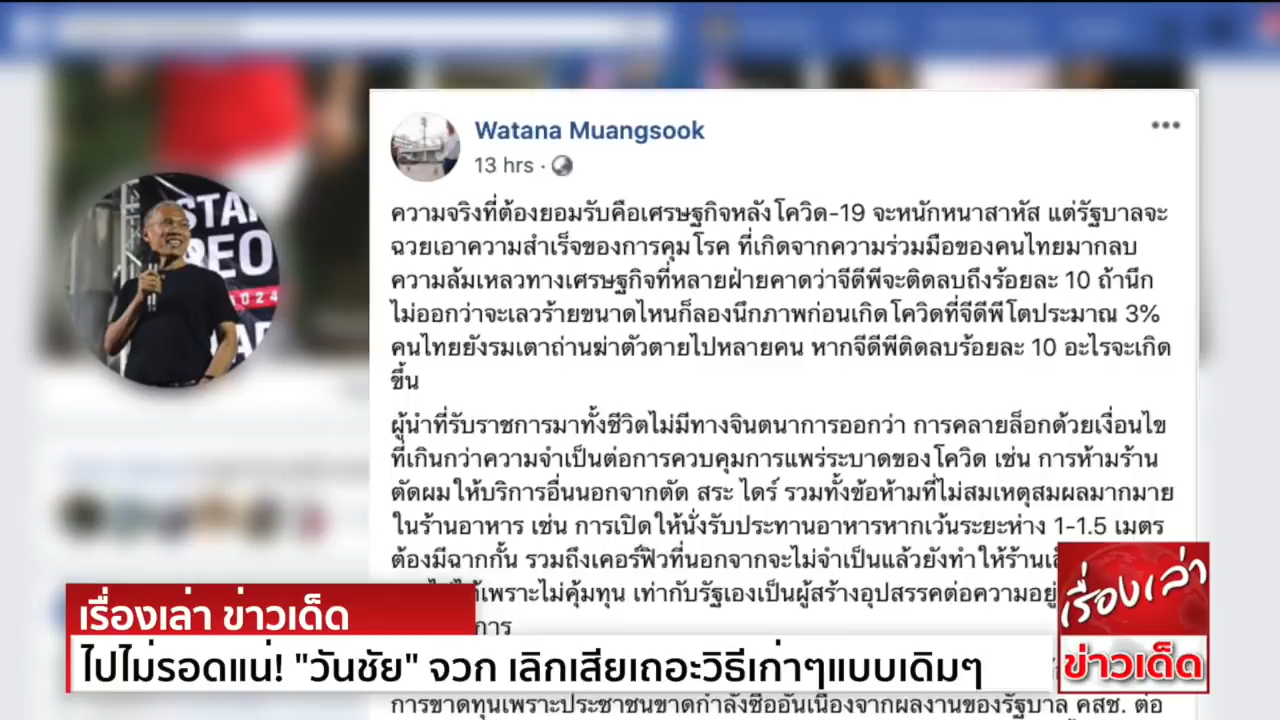 STAI
REO
024
TAR
Watana Muangsook
13 hrs ·
ความจริงที่ต้องยอมรับคือเศรษฐกิจหลังโควิด-19 จะหนักหนาสาหัส แต่รัฐบาลจะ
ฉวยเอาความสำเร็จของการคุมโรค ที่เกิดจากความร่วมมือของคนไทยมากลบ
ความล้มเหลวทางเศรษฐกิจที่หลายฝ่ายคาดว่าจีดีพีจะติดลบถึงร้อยละ 10 ถ้านึก
ไม่ออกว่าจะเลวร้ายขนาดไหนก็ลองนึกภาพก่อนเกิดโควิดที่จีดีพีโตประมาณ 3%
คนไทยยังรมเตาถ่านฆ่าตัวตายไปหลายคน หากจีดีพีติดลบร้อยละ 10 อะไรจะเกิด
ขึ้น
ผู้นำที่รับราชการมาทั้งชีวิตไม่มีทางจินตนาการออกว่า การคลายล็อกด้วยเงื่อนไข
ที่เกินกว่าความจำเป็นต่อการควบคุมการแพร่ระบาดของโควิด เช่น การห้ามร้าน
ตัดผมให้บริการอื่นนอกจากตัด สระ ไดร์ รวมทั้งข้อห้ามที่ไม่สมเหตุสมผลมากมาย
ในร้านอาหาร เช่น การเปิดให้นั่งรับประทานอาหารหากเว้นระยะห่าง 1-1.5 เมตร
ต้องมีฉากกั้น รวมถึงเคอร์ฟิวที่นอกจากจะไม่จำเป็นแล้วยังทำให้ร้าน
เพราะไม่คุ้มทุน เท่ากับรัฐเองเป็นผู้สร้างอุปสรรคต่อความอยู่
การ
เรื่องเล่า ข่าวเด็ด
ไปไม่รอดแน่! "วันชัย" จวก เลิกเสียเถอะวิธีเก่าๆแบบเดิมๆ
เรื่องเล่า
ข่าวเด็ด
การขาดทุนเพราะประชาชนขาดกำลังซื้ออันเนื่องจากผลงานของรัฐบาล คสช. ต่อ